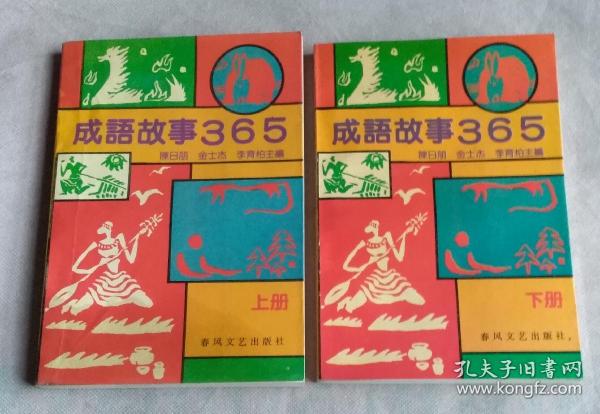 成語故事365
陳日朋 金士杰 李育柏主編
上册
春风文艺出版社
成語故事365
陳日朋 金士杰 李育柏主編
下册
春风文艺出版社
孔夫子旧书网
www.kongfz.com